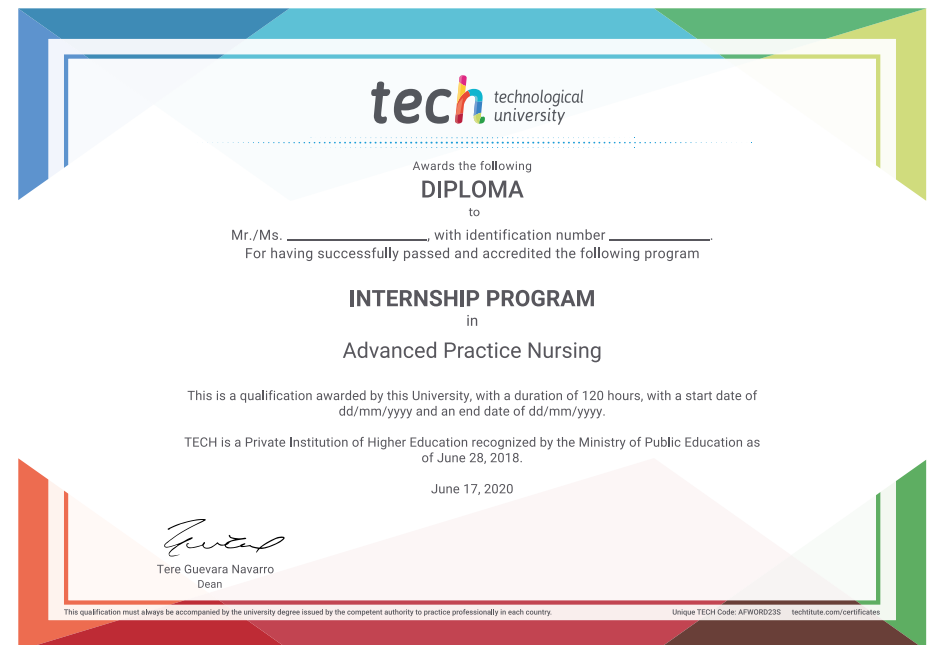 tech technological
university
Awards the following
DIPLOMA
to
Mr./Ms. ____________________, with identification number ______________.
For having successfully passed and accredited the following program
INTERNSHIP PROGRAM
in
Advanced Practice Nursing
This is a qualification awarded by this University, with a duration of 120 hours, with a start date of
dd/mm/yyyy and an end date of dd/mm/yyyy.
TECH is a Private Institution of Higher Education recognized by the Ministry of Public Education as
of June 28, 2018.
June 17, 2020
Tere Guevara Navarro
Dean
This qualification must always be accompanied by the university degree issued by the competent authority to practice professionally in each country.
Unique TECH Code: AFWORD23S techtitute.com/certificates